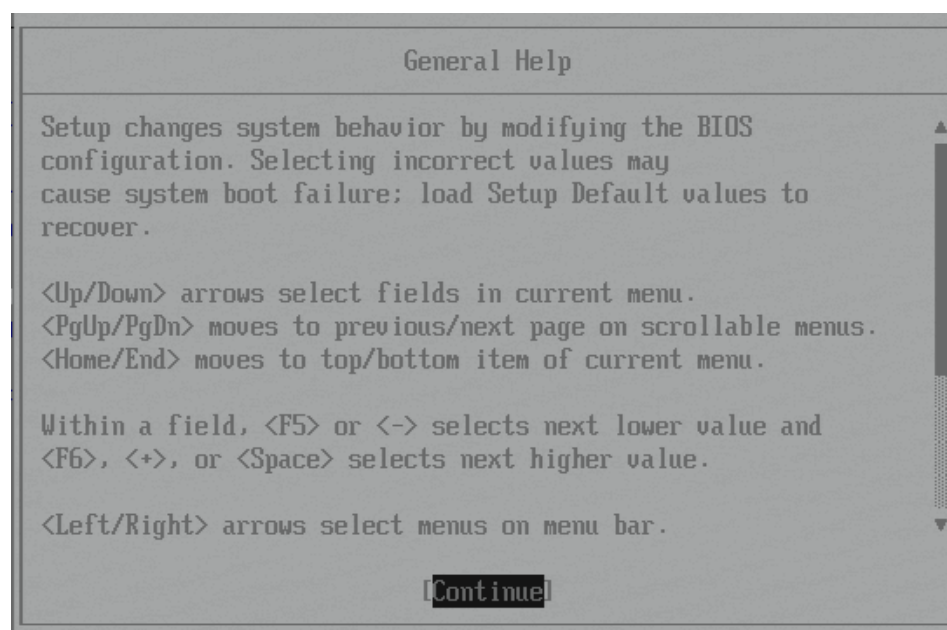 General Help
Setup changes system behavior by modifying the BIOS
configuration. Selecting incorrect values may
cause system boot failure; load Setup Default values to
recover.
<Up/Down> arrows select fields in current menu.
<PgUp/PgDn> moves to previous/next page on scrollable menus.
<Home/End> moves to top/bottom item of current menu.
Within a field, <F5> or <-> selects next lower value and
<F6>, <+>, or <Space> selects next higher value.
<Left/Right> arrows select menus on menu bar.
[Continue]